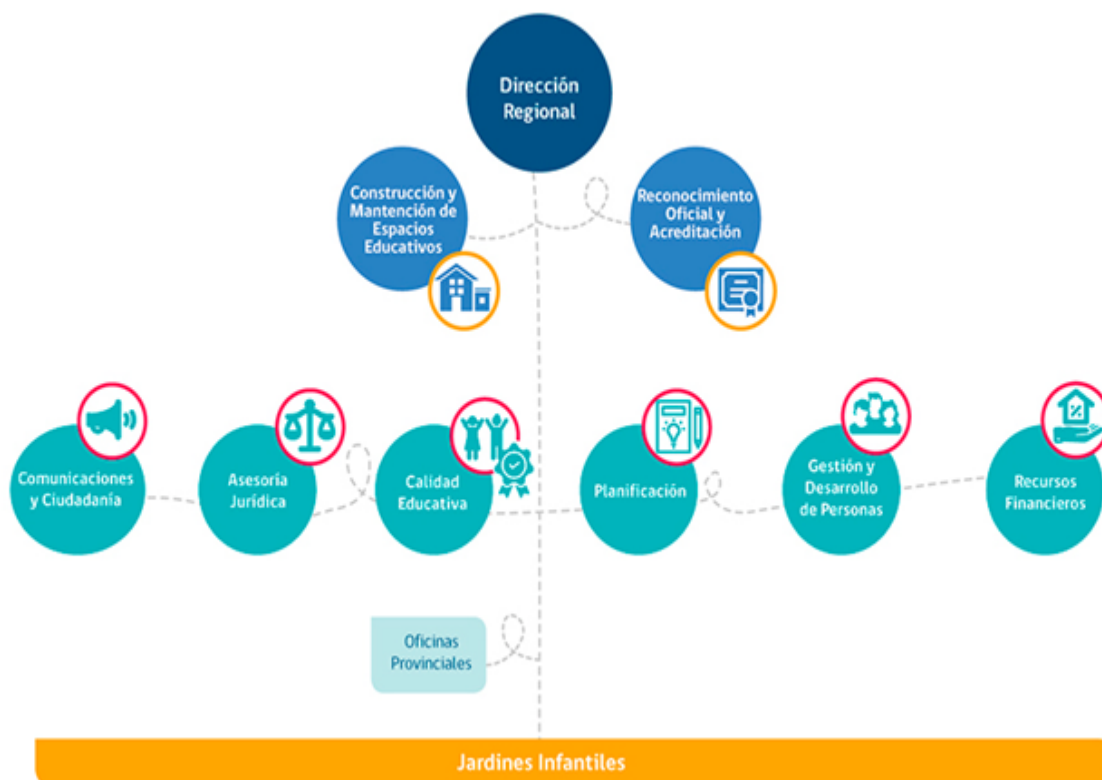 Dirección
Regional
Construcción y
Mantención de
Espacios
Educativos
Reconocimiento
Oficial y
Acreditación
Comunicaciones
y Ciudadanía
Asesoría
Jurídica
Calidad
Educativa
Planificación
Gestión y
Desarrollo
de Personas
Recursos
Financieros
Oficinas
Provinciales
Jardines Infantiles